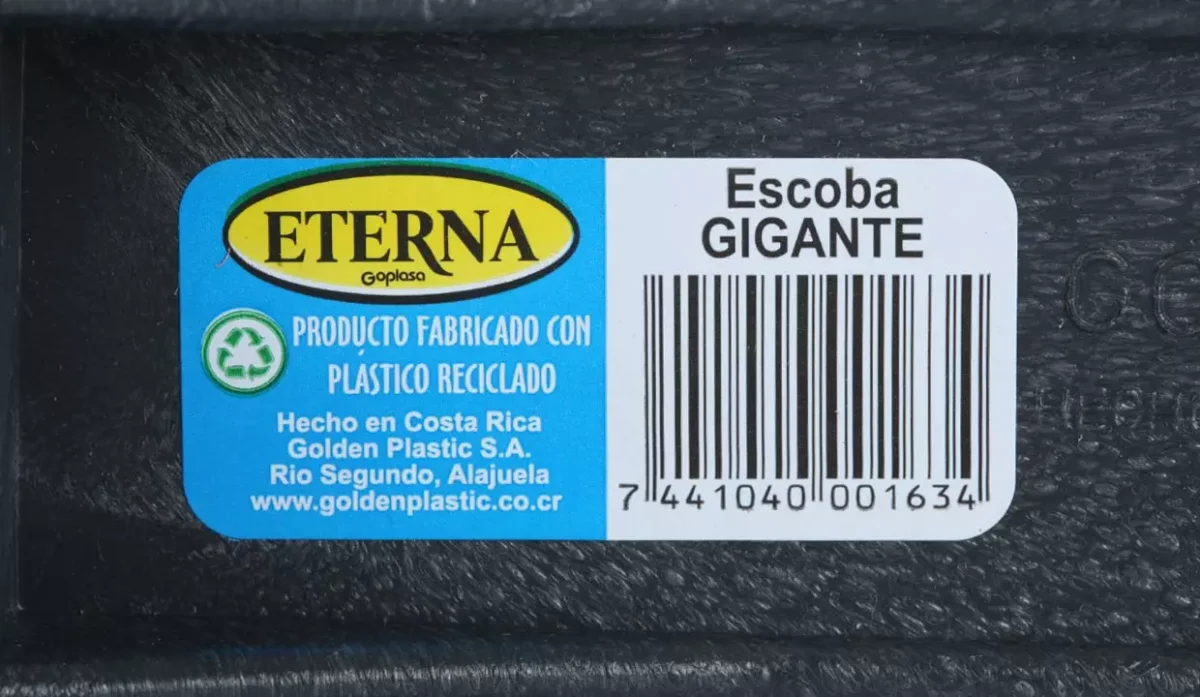 ETERNA
Goplasa
PRODUCTO FABRICADO CON
PLÁSTICO RECICLADO
Hecho en Costa Rica
Golden Plastic S.A.
Rio Segundo, Alajuela
www.goldenplastic.co.cr
Escoba
GIGANTE
7 441040 001634